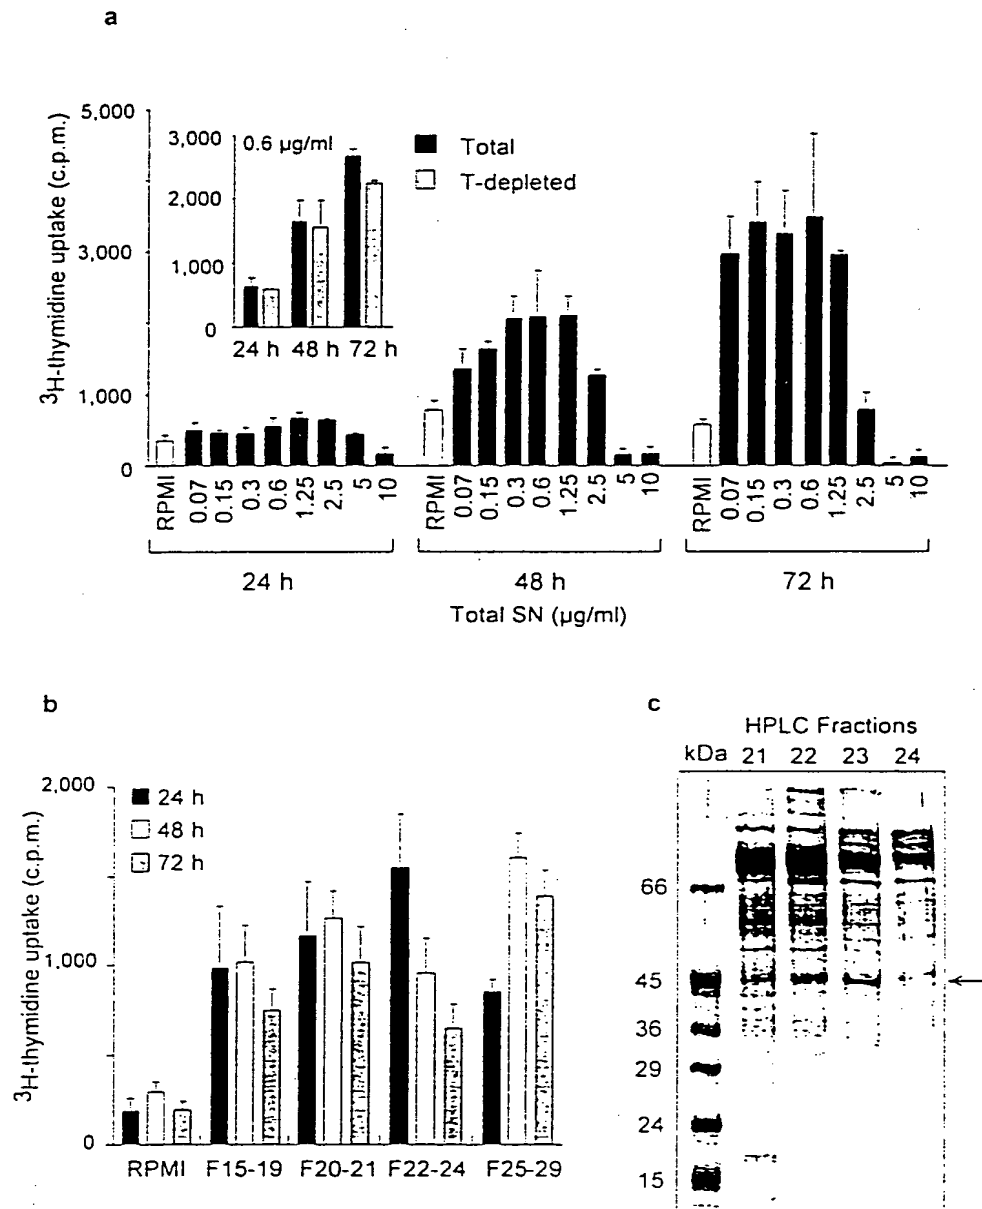 a
³H-thymidine uptake (c.p.m.)
5,000
3,000
1,000
0
3,000
2,000
1,000
0
0.6 µg/ml
24 h 48 h 72 h
Total
T-depleted
RPMI 0.07 0.15 0.3 0.6 1.25 2.5 5 10
RPMI 0.07 0.15 0.3 0.6 1.25 2.5 5 10
RPMI 0.07 0.15 0.3 0.6 1.25 2.5 5 10
24 h 48 h 72 h
Total SN (µg/ml)
b
³H-thymidine uptake (c.p.m.)
2,000
1,000
0
24 h
48 h
72 h
RPMI F15-19 F20-21 F22-24 F25-29
c
HPLC Fractions
kDa 21 22 23 24
66
45
36
29
24
15